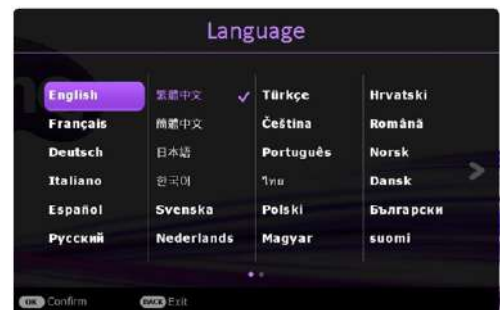 Language
English
Français
Deutsch
Italiano
Español
Русский
繁體中文
簡體中文
日本語
한국어
Svenska
Nederlands
Türkçe
Čeština
Português
ไทย
Polski
Magyar
Hrvatski
Română
Norsk
Dansk
Български
suomi
OK Confirm
BACK Exit